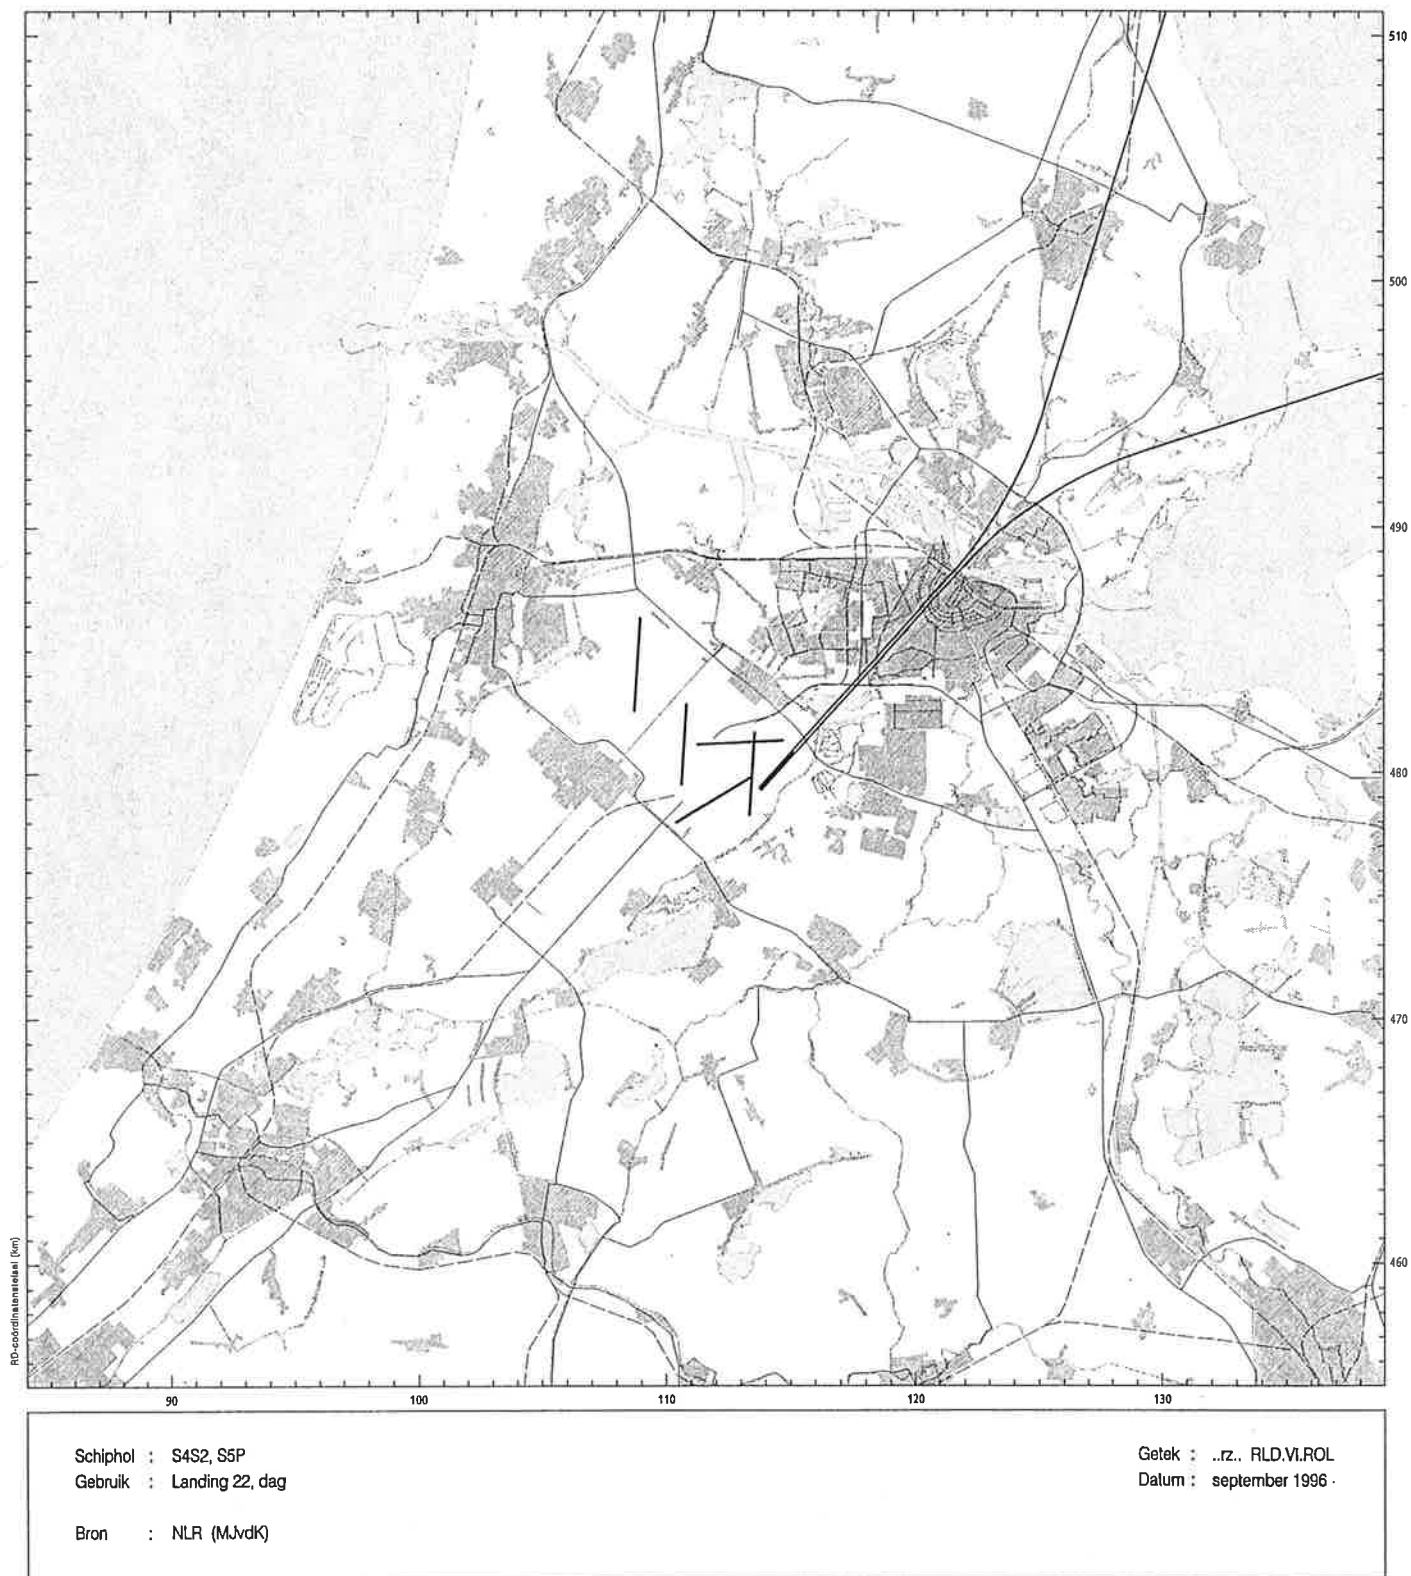 510
500
490
480
470
460
RD-coördinatenstelsel (km)
90
100
110
120
130
Schiphol : S4S2, S5P
Gebruik : Landing 22, dag
Bron : NLR (MJvdK)
Getek : ..rz.. RLD.VI.ROL
Datum : september 1996